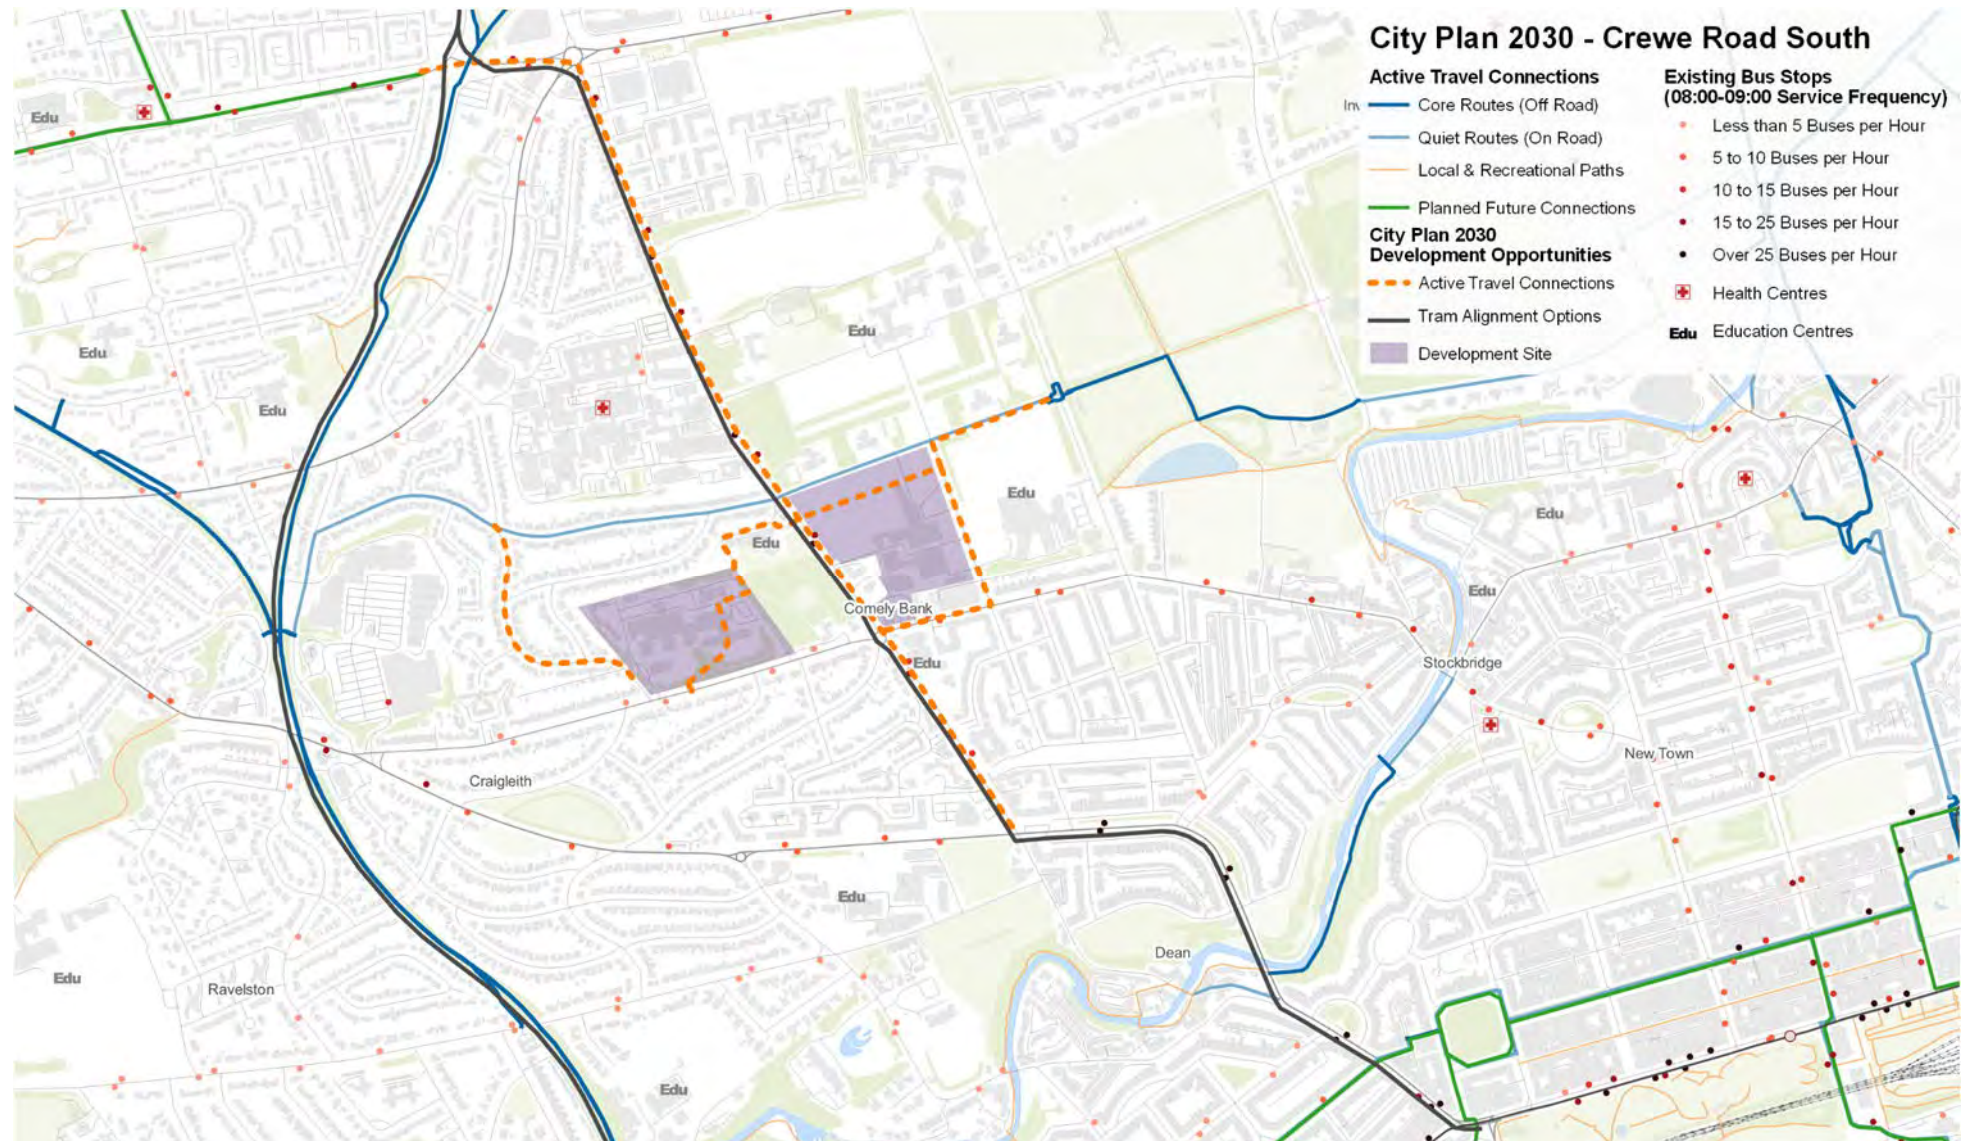 City Plan 2030 - Crewe Road South
Active Travel Connections
Core Routes (Off Road)
Quiet Routes (On Road)
Local & Recreational Paths
Planned Future Connections
City Plan 2030
Development Opportunities
Active Travel Connections
Tram Alignment Options
Development Site
Existing Bus Stops
(08:00-09:00 Service Frequency)
Less than 5 Buses per Hour
5 to 10 Buses per Hour
10 to 15 Buses per Hour
15 to 25 Buses per Hour
Over 25 Buses per Hour
Health Centres
Edu Education Centres
Inv
Edu
Edu
Edu
Edu
Edu
Edu
Edu
Edu
Edu
Comely Bank
Edu
Stockbridge
New Town
Craigleith
Edu
Dean
Edu
Ravelston
Edu